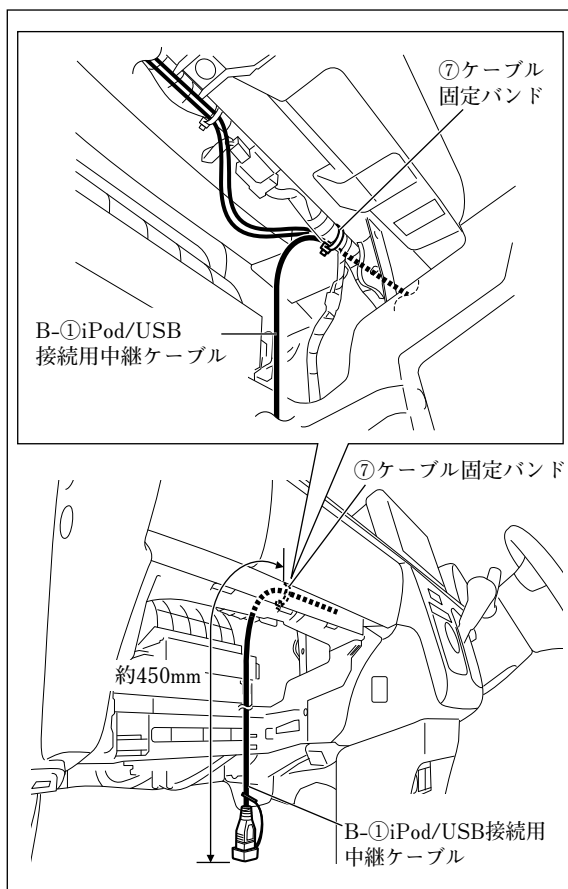 ⑦ケーブル
固定バンド
B-①iPod/USB
接続用中継ケーブル
⑦ケーブル固定バンド
約450mm
B-①iPod/USB接続用
中継ケーブル